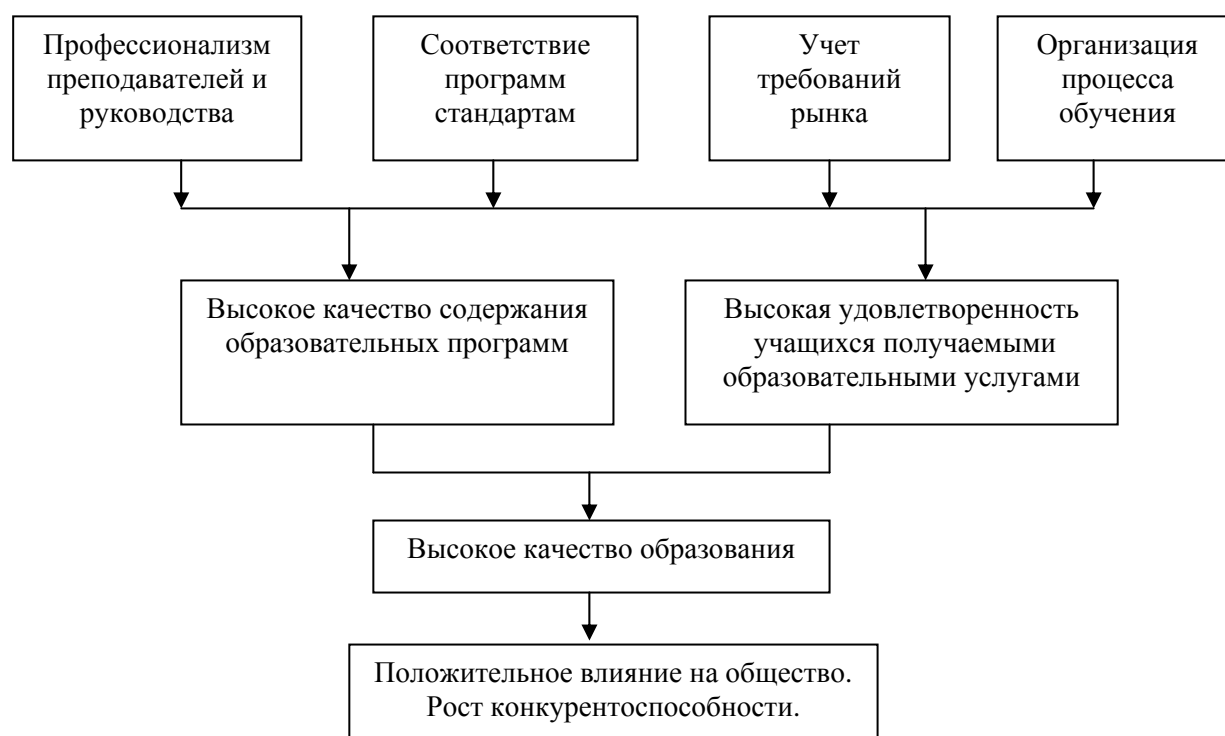 Профессионализм
преподавателей и
руководства
Соответствие
программ
стандартам
Учет
требований
рынка
Организация
процесса
обучения
Высокое качество содержания
образовательных программ
Высокая удовлетворенность
учащихся получаемыми
образовательными услугами
Высокое качество образования
Положительное влияние на общество.
Рост конкурентоспособности.